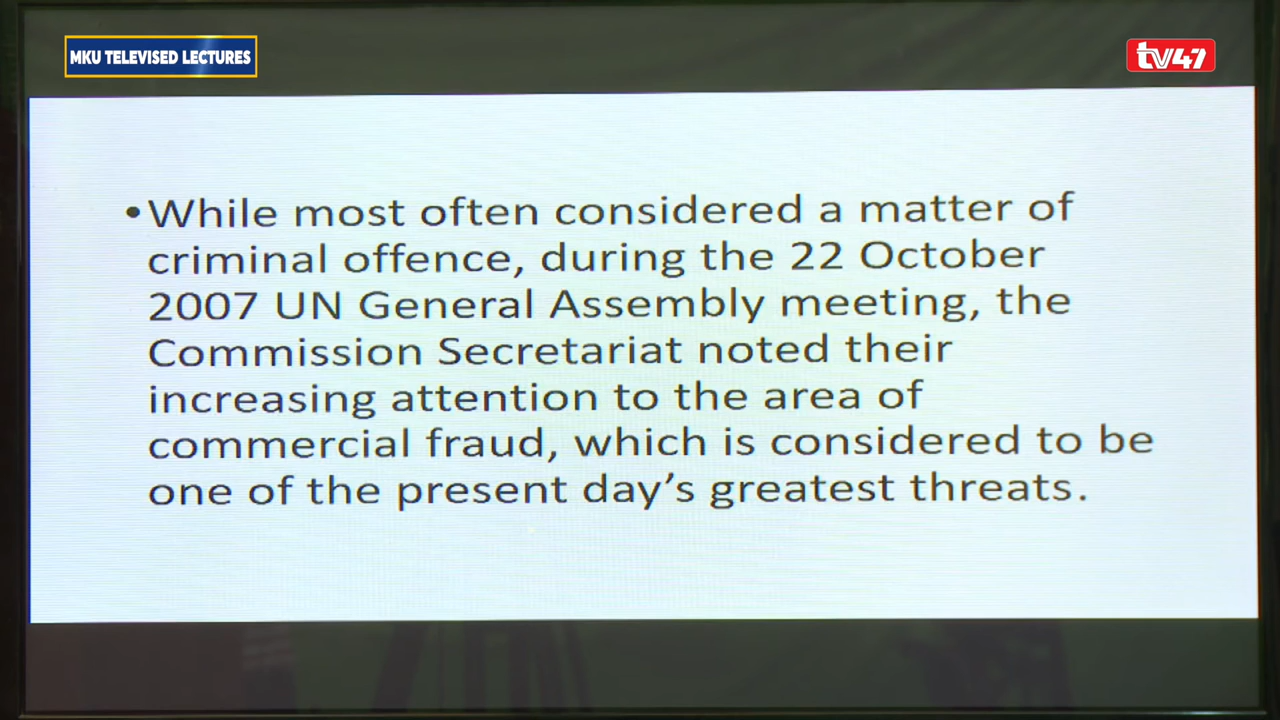 MKU TELEVISED LECTURES
tv47
•While most often considered a matter of
criminal offence, during the 22 October
2007 UN General Assembly meeting, the
Commission Secretariat noted their
increasing attention to the area of
commercial fraud, which is considered to be
one of the present day’s greatest threats.